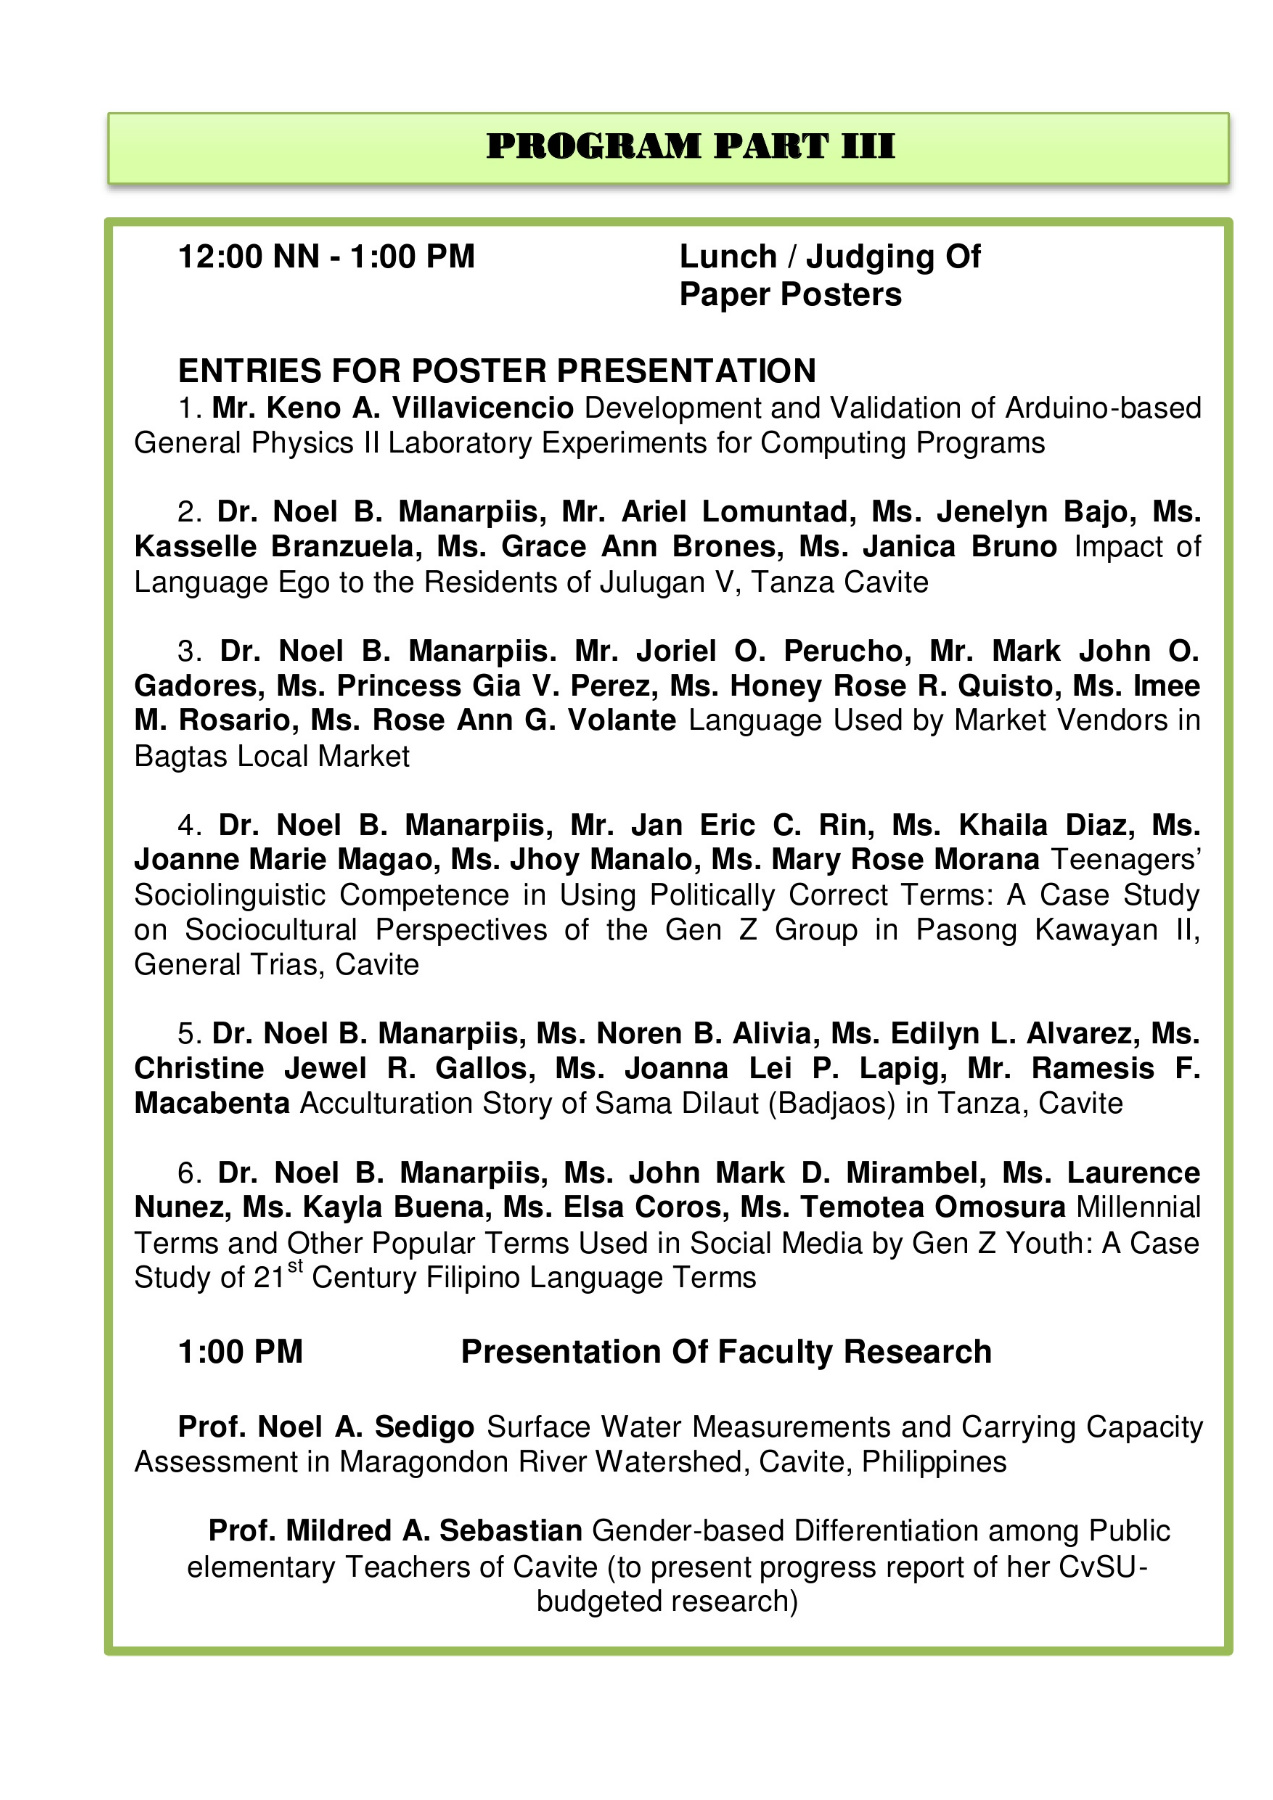 PROGRAM PART III
12:00 NN - 1:00 PM Lunch / Judging Of
Paper Posters
ENTRIES FOR POSTER PRESENTATION
1. Mr. Keno A. Villavicencio Development and Validation of Arduino-based
General Physics II Laboratory Experiments for Computing Programs
2. Dr. Noel B. Manarpiis, Mr. Ariel Lomuntad, Ms. Jenelyn Bajo, Ms.
Kasselle Branzuela, Ms. Grace Ann Brones, Ms. Janica Bruno Impact of
Language Ego to the Residents of Julugan V, Tanza Cavite
3. Dr. Noel B. Manarpiis. Mr. Joriel O. Perucho, Mr. Mark John O.
Gadores, Ms. Princess Gia V. Perez, Ms. Honey Rose R. Quisto, Ms. Imee
M. Rosario, Ms. Rose Ann G. Volante Language Used by Market Vendors in
Bagtas Local Market
4. Dr. Noel B. Manarpiis, Mr. Jan Eric C. Rin, Ms. Khaila Diaz, Ms.
Joanne Marie Magao, Ms. Jhoy Manalo, Ms. Mary Rose Morana Teenagers’
Sociolinguistic Competence in Using Politically Correct Terms: A Case Study
on Sociocultural Perspectives of the Gen Z Group in Pasong Kawayan II,
General Trias, Cavite
5. Dr. Noel B. Manarpiis, Ms. Noren B. Alivia, Ms. Edilyn L. Alvarez, Ms.
Christine Jewel R. Gallos, Ms. Joanna Lei P. Lapig, Mr. Ramesis F.
Macabenta Acculturation Story of Sama Dilaut (Badjaos) in Tanza, Cavite
6. Dr. Noel B. Manarpiis, Ms. John Mark D. Mirambel, Ms. Laurence
Nunez, Ms. Kayla Buena, Ms. Elsa Coros, Ms. Temotea Omosura Millennial
Terms and Other Popular Terms Used in Social Media by Gen Z Youth: A Case
Study of 21st Century Filipino Language Terms
1:00 PM Presentation Of Faculty Research
Prof. Noel A. Sedigo Surface Water Measurements and Carrying Capacity
Assessment in Maragondon River Watershed, Cavite, Philippines
Prof. Mildred A. Sebastian Gender-based Differentiation among Public
elementary Teachers of Cavite (to present progress report of her CvSU-
budgeted research)